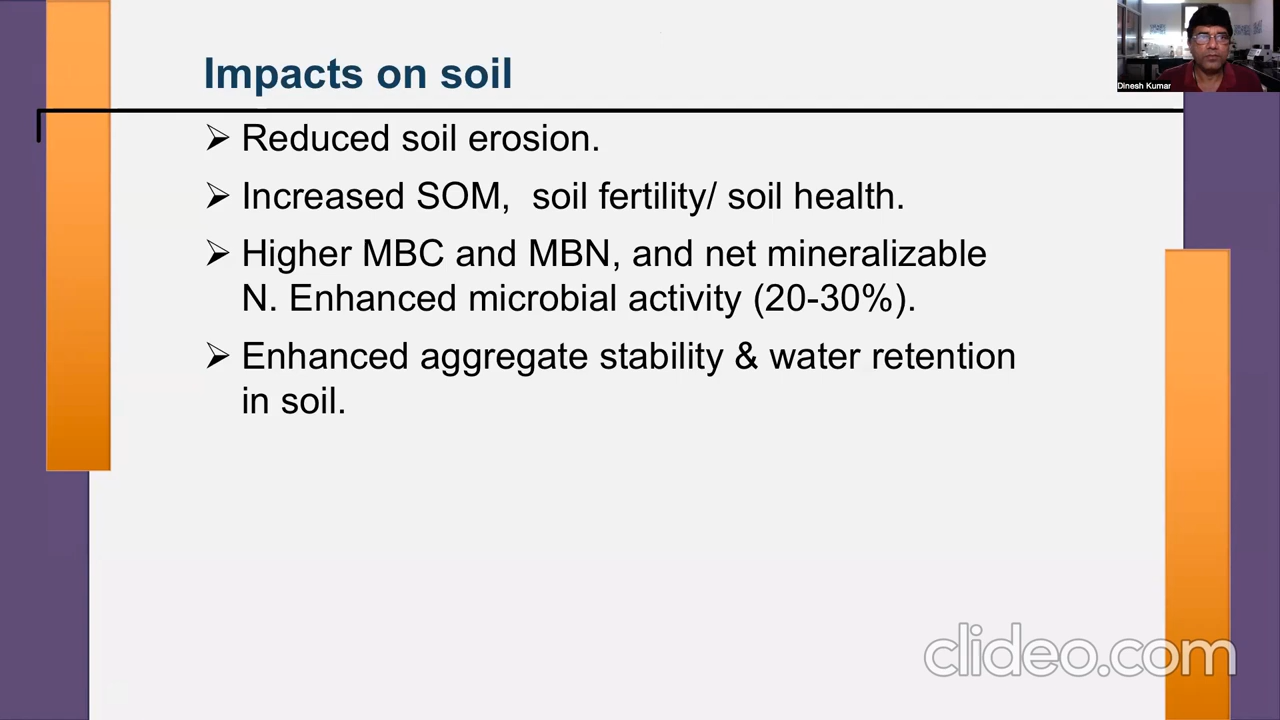 Impacts on soil
Dinesh Kumar
➢ Reduced soil erosion.
➢ Increased SOM,  soil fertility/ soil health.
➢ Higher MBC and MBN, and net mineralizable
N. Enhanced microbial activity (20-30%).
➢ Enhanced aggregate stability & water retention
in soil.
clideo.com